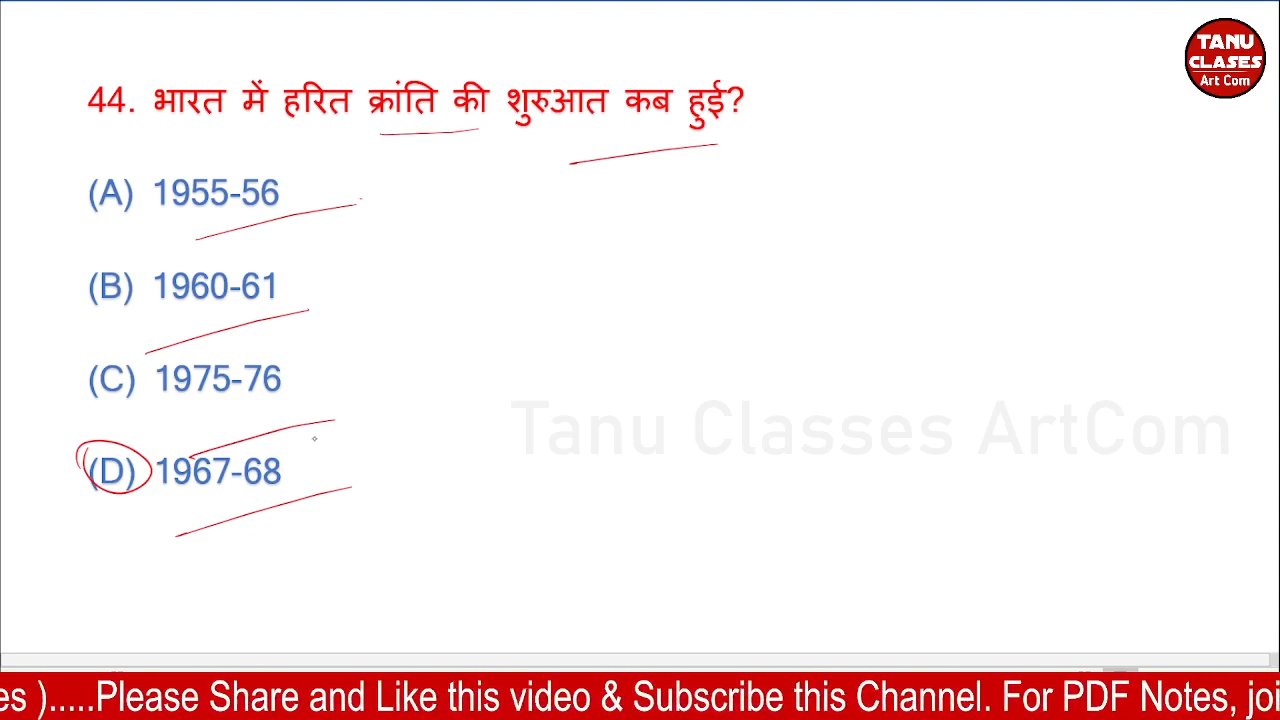 TANU
CLASES
Art Com
44. भारत में हरित क्रांति की शुरुआत कब हुई?
(A) 1955-56
(B) 1960-61
(C) 1975-76
Tanu Classes ArtCom
(D) 1967-68
es ).....Please Share and Like this video & Subscribe this Channel. For PDF Notes, joi